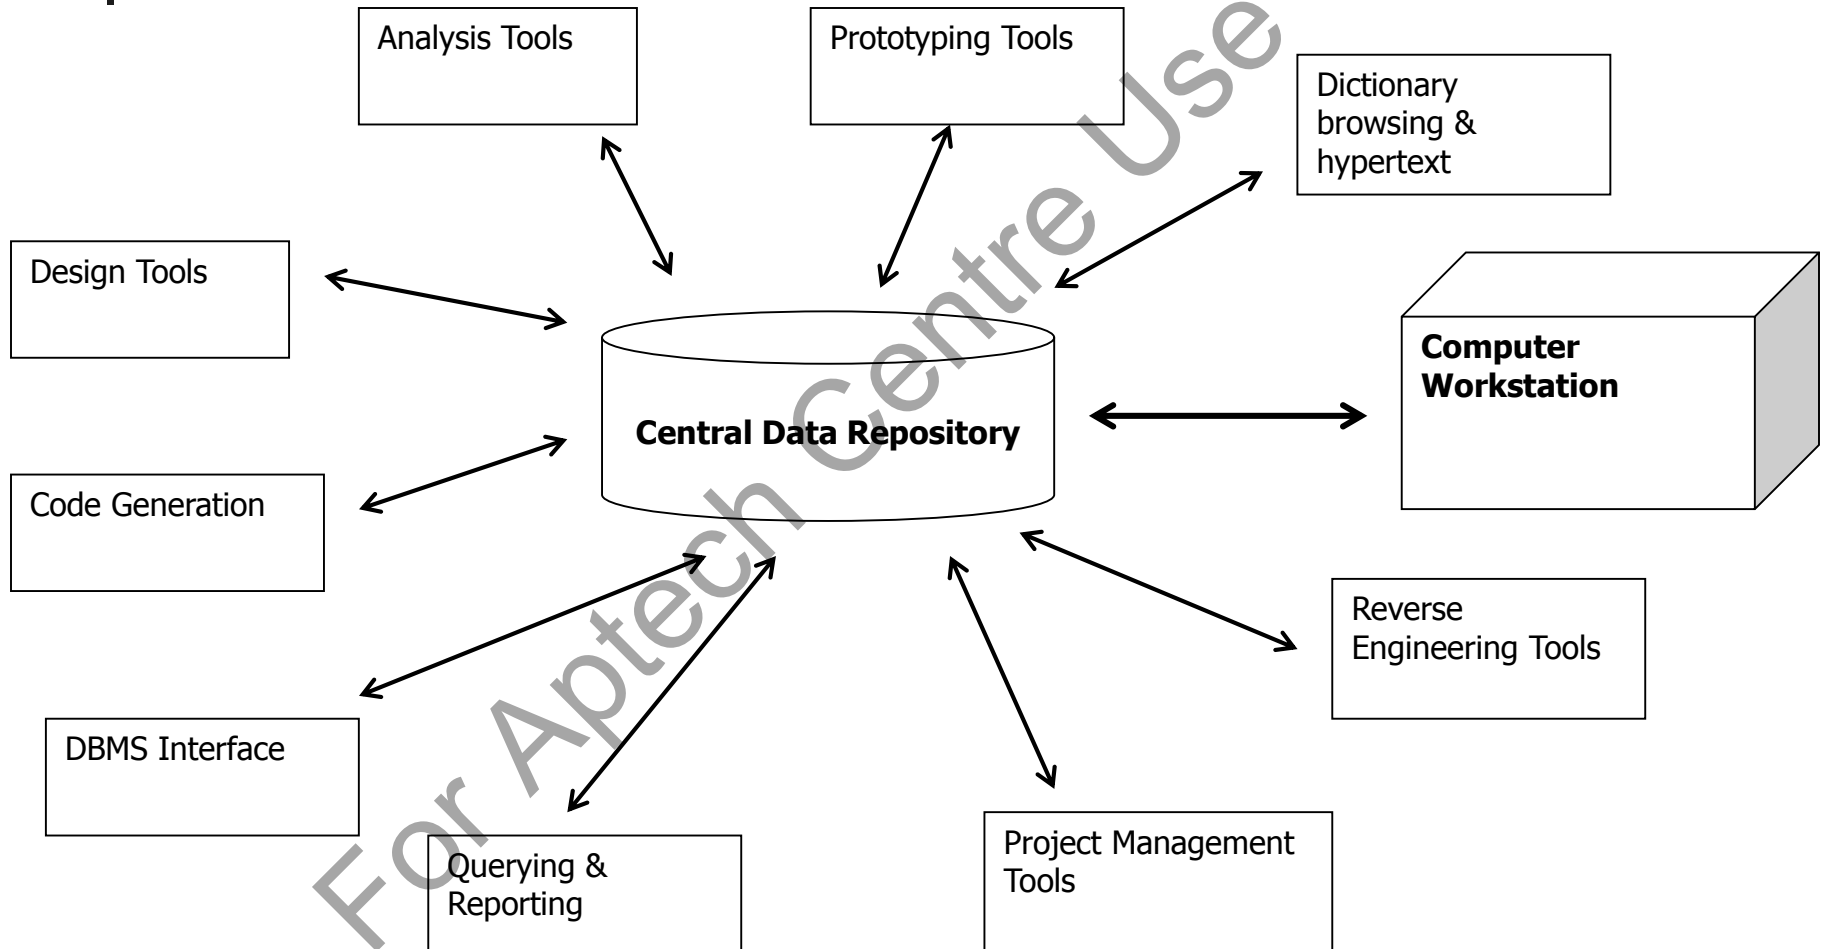 Analysis Tools
Prototyping Tools
Dictionary
browsing &
hypertext
Design Tools
Computer
Workstation
Central Data Repository
Code Generation
Reverse
Engineering Tools
DBMS Interface
Project Management
Tools
Querying &
Reporting
For Aptech Centre Use